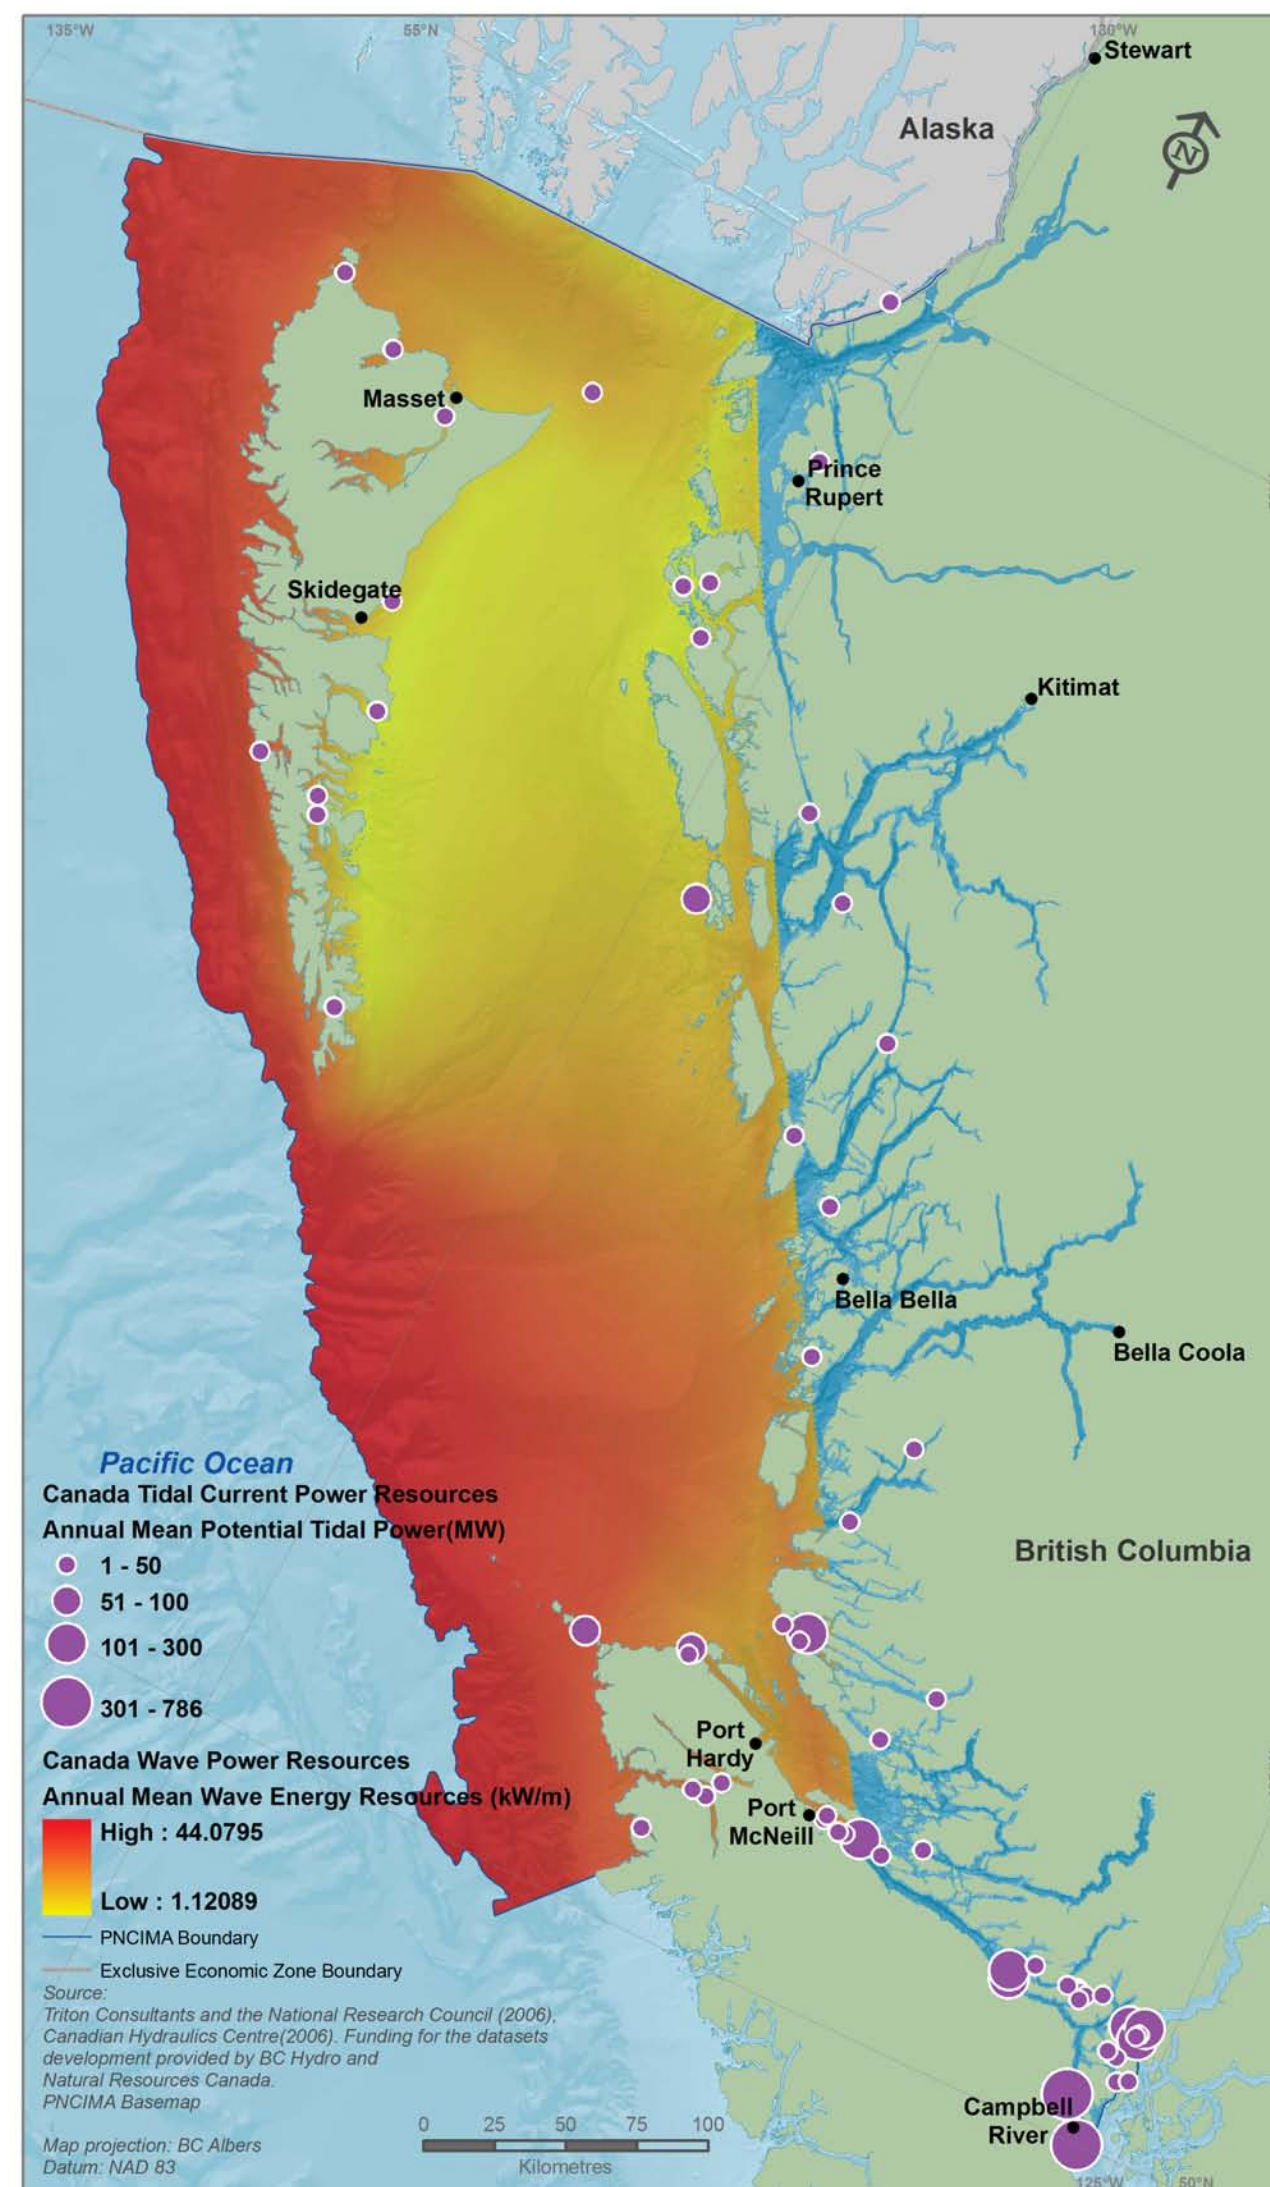 135°W
55°N
130°W
Stewart
Alaska
N
Masset
Prince
Rupert
Skidegate
Kitimat
Bella Bella
Bella Coola
Pacific Ocean
Canada Tidal Current Power Resources
Annual Mean Potential Tidal Power(MW)
1 - 50
51 - 100
101 - 300
301 - 786
British Columbia
Port
Hardy
Port
McNeill
Canada Wave Power Resources
Annual Mean Wave Energy Resources (kW/m)
High : 44.0795
Low : 1.12089
PNCIMA Boundary
Exclusive Economic Zone Boundary
Source:
Triton Consultants and the National Research Council (2006),
Canadian Hydraulics Centre(2006). Funding for the datasets
development provided by BC Hydro and
Natural Resources Canada.
PNCIMA Basemap
Map projection: BC Albers
Datum: NAD 83
0 25 50 75 100
Kilometres
Campbell
River
125°W
50°N